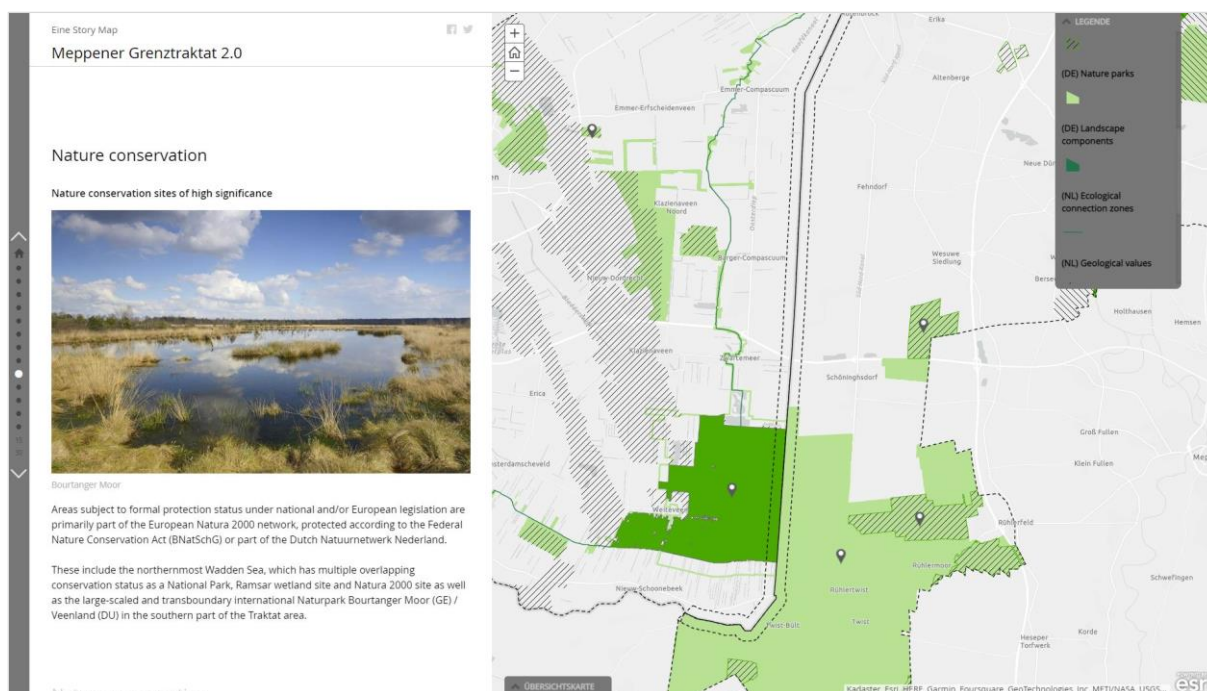 Eine Story Map
Meppener Grenztraktat 2.0
Nature conservation
Nature conservation sites of high significance
Bourtanger Moor
Areas subject to formal protection status under national and/or European legislation are
primarily part of the European Natura 2000 network, protected according to the Federal
Nature Conservation Act (BNatSchG) or part of the Dutch Natuurnetwerk Nederland.
These include the northernmost Wadden Sea, which has multiple overlapping
conservation status as a National Park, Ramsar wetland site and Natura 2000 site as well
as the large-scaled and transboundary international Naturpark Bourtanger Moor (GE) /
Veenland (DU) in the southern part of the Traktat area.
Erika
Altenberge
Emmer-Compascuum
Emmer-Erfscheidenveen
Neue
Fehndorf
Klazienaveen
Noord
Oosterdiep
Wesuwe
Siedlung
Barger-Compascuum
Nieuw-Dordrecht
Süd-Nord-Kanal
Holthausen
Hemsen
Klazienaveen
Zwartemeer
Schöninghsdorf
Erica
Groß Fullen
Klein Fullen
Amsterdamscheveld
Weiteveen
Rühlerfeld
Rühlermoor
Nieuw-Schoonebeek
Rühlertwist
Schwefingen
Twist-Bült
Twist
Heseper
Torfwerk
Korde
LEGENDE
(DE) Nature parks
(DE) Landscape
components
(NL) Ecological
connection zones
(NL) Geological values
ÜBERSICHTSKARTE
Kadaster, Esri, HERE, Garmin, Foursquare, GeoTechnologies, Inc, METI/NASA, USGS...
esri